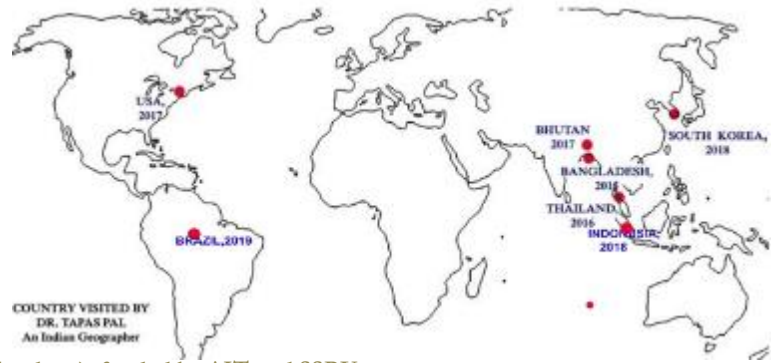 USA,
2017
BHUTAN
2017
SOUTH KOREA,
2018
BANGLADESH,
2015
THAILAND,
2016
INDONESIA,
2018
BRAZIL,2019
COUNTRY VISITED BY
DR. TAPAS PAL
An Indian Geographer